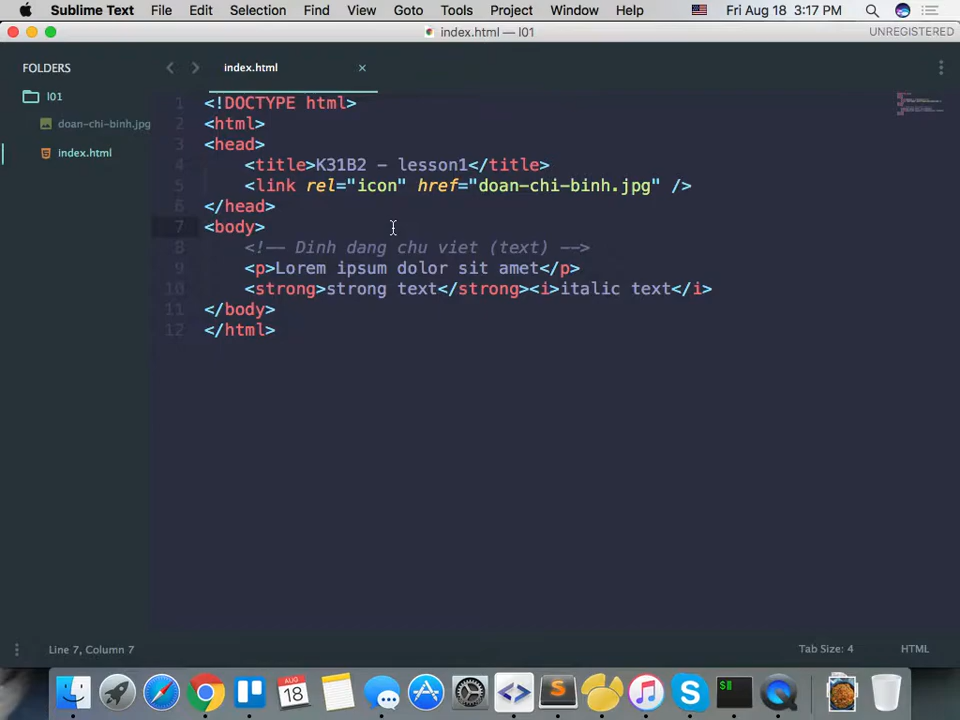 Sublime Text File Edit Selection Find View Goto Tools Project Window Help Fri Aug 18 3:17 PM
index.html — l01 UNREGISTERED
FOLDERS
l01
doan-chi-binh.jpg
index.html
index.html ×
1 <!DOCTYPE html>
2 <html>
3 <head>
4 <title>K31B2 - lesson1</title>
5 <link rel="icon" href="doan-chi-binh.jpg" />
6 </head>
7 <body>
8 <!-- Dinh dang chu viet (text) -->
9 <p>Lorem ipsum dolor sit amet</p>
10 <strong>strong text</strong><i>italic text</i>
11 </body>
12 </html>
Line 7, Column 7 Tab Size: 4 HTML
AUG
18